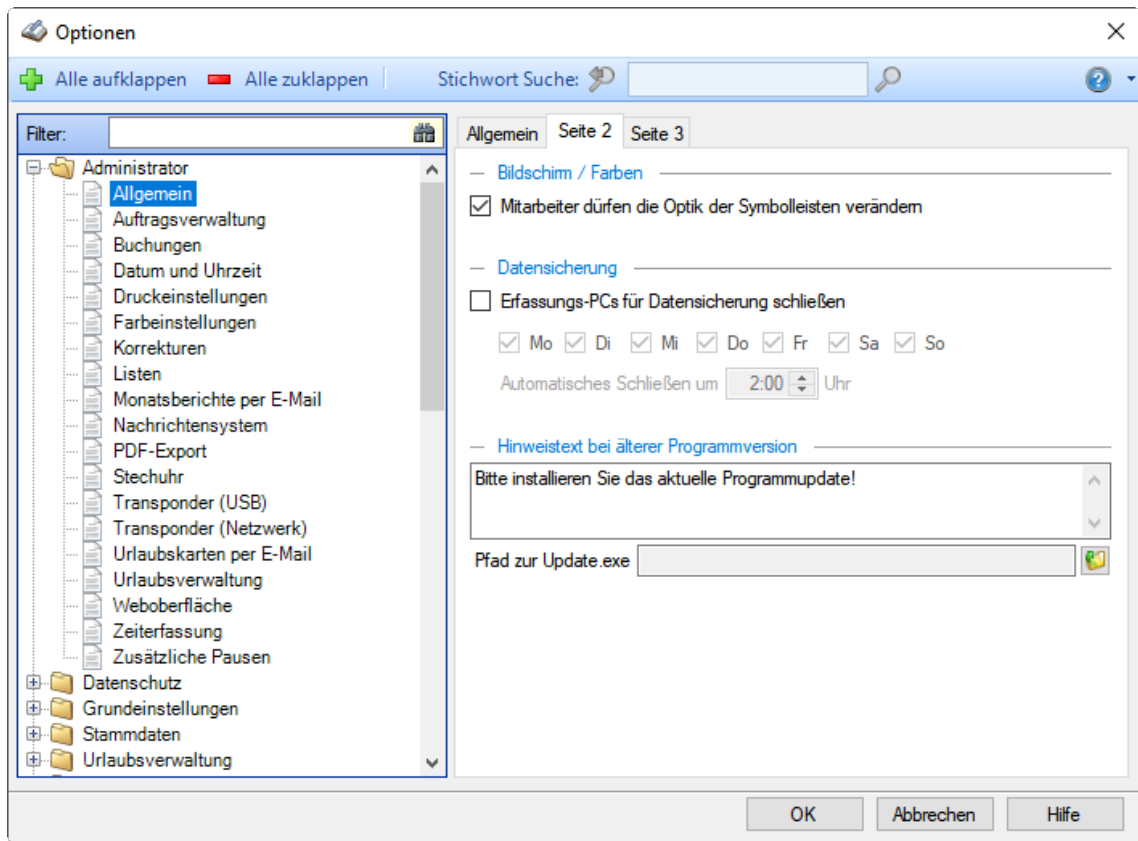 Optionen
Alle aufklappen Alle zuklappen Stichwort Suche:
Filter:
Administrator
Allgemein
Auftragsverwaltung
Buchungen
Datum und Uhrzeit
Druckeinstellungen
Farbeinstellungen
Korrekturen
Listen
Monatsberichte per E-Mail
Nachrichtensystem
PDF-Export
Stechuhr
Transponder (USB)
Transponder (Netzwerk)
Urlaubskarten per E-Mail
Urlaubsverwaltung
Weboberfläche
Zeiterfassung
Zusätzliche Pausen
Datenschutz
Grundeinstellungen
Stammdaten
Urlaubsverwaltung
Allgemein Seite 2 Seite 3
Bildschirm / Farben
Mitarbeiter dürfen die Optik der Symbolleisten verändern
Datensicherung
Erfassungs-PCs für Datensicherung schließen
Mo Di Mi Do Fr Sa So
Automatisches Schließen um 2:00 Uhr
Hinweistext bei älterer Programmversion
Bitte installieren Sie das aktuelle Programmupdate!
Pfad zur Update.exe
OK Abbrechen Hilfe